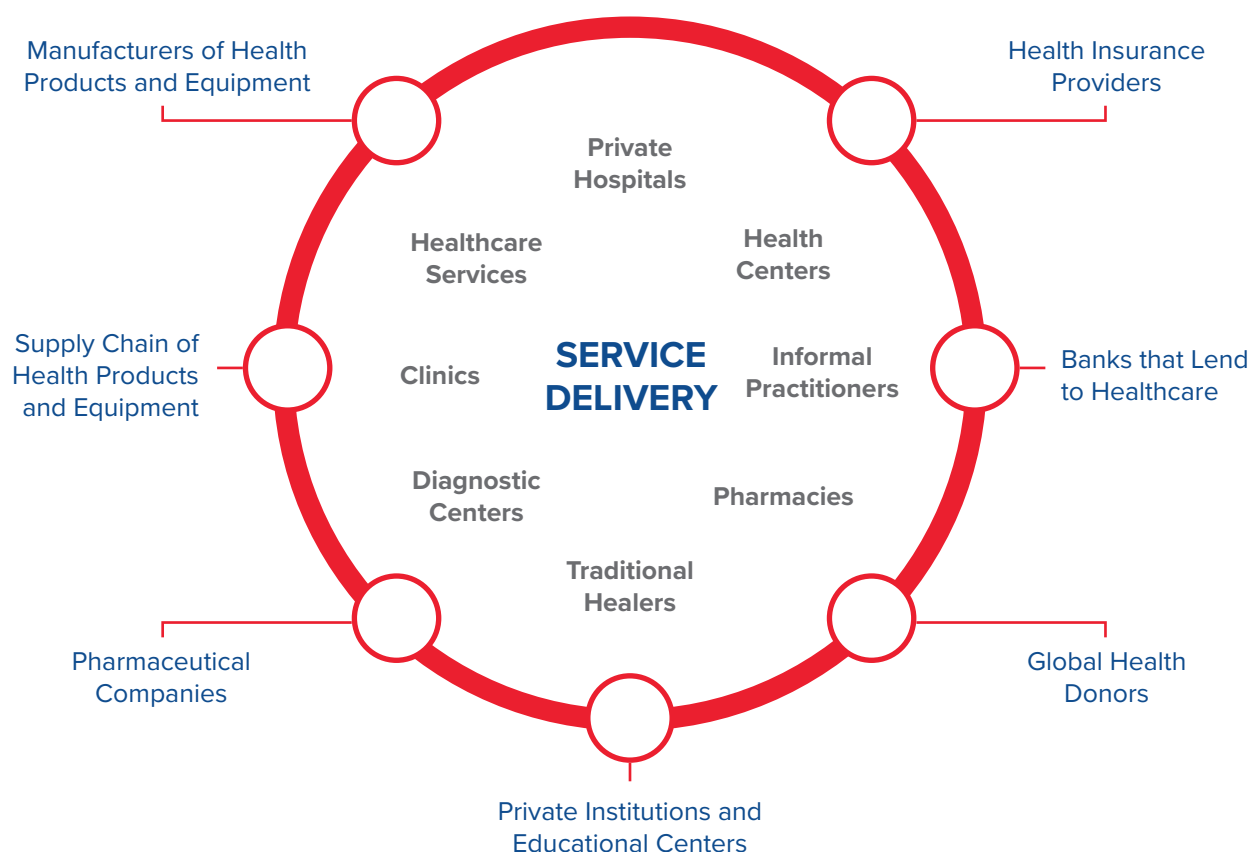 Manufacturers of Health
Products and Equipment
Health Insurance
Providers
Private
Hospitals
Healthcare
Services
Health
Centers
Supply Chain of
Health Products
and Equipment
Clinics
SERVICE
DELIVERY
Informal
Practitioners
Banks that Lend
to Healthcare
Diagnostic
Centers
Pharmacies
Traditional
Healers
Pharmaceutical
Companies
Global Health
Donors
Private Institutions and
Educational Centers